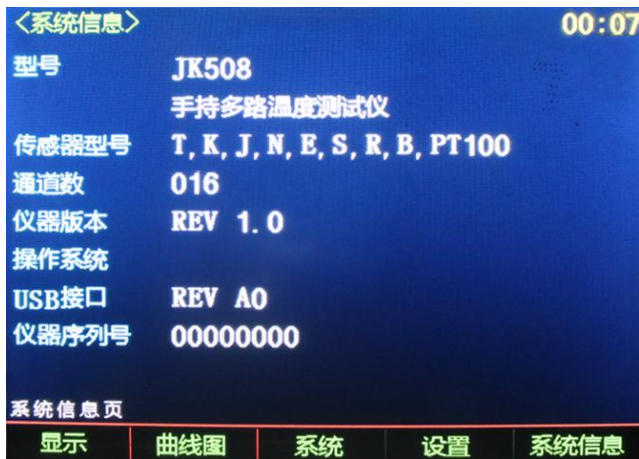 <系统信息> 00:07
型号 JK508
手持多路温度测试仪
传感器型号 T, K, J, N, E, S, R, B, PT100
通道数 016
仪器版本 REV 1.0
操作系统
USB接口 REV A0
仪器序列号 00000000
系统信息页
显示 曲线图 系统 设置 系统信息